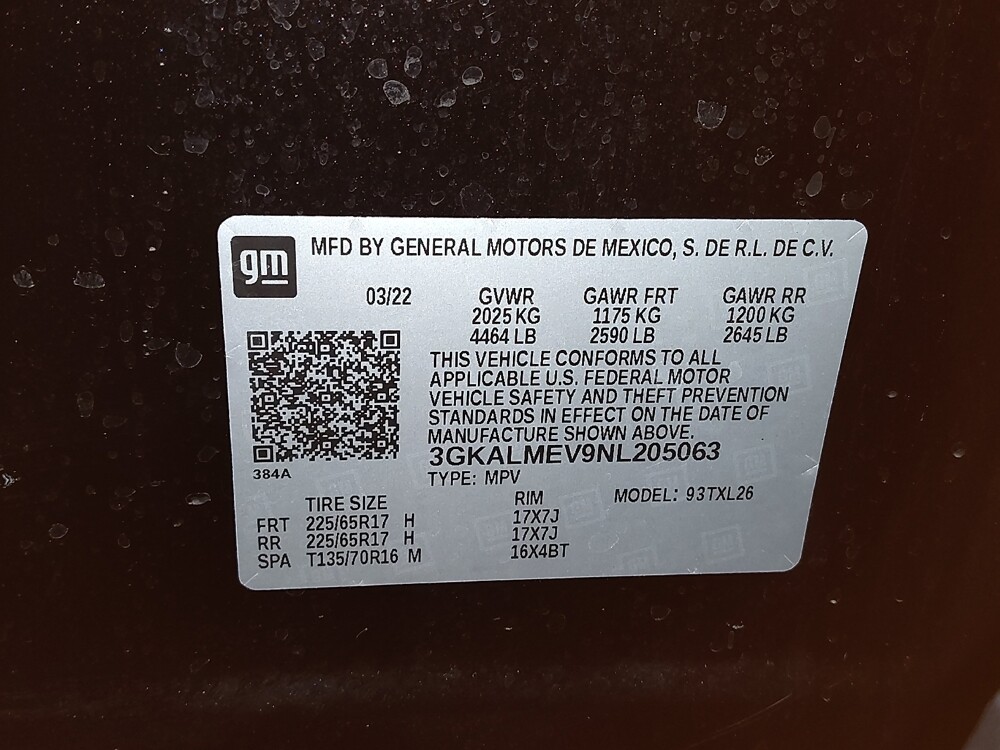 gm MFD BY GENERAL MOTORS DE MEXICO, S. DE R.L. DE C.V.
03/22 GVWR GAWR FRT GAWR RR
2025 KG 1175 KG 1200 KG
4464 LB 2590 LB 2645 LB
THIS VEHICLE CONFORMS TO ALL
APPLICABLE U.S. FEDERAL MOTOR
VEHICLE SAFETY AND THEFT PREVENTION
STANDARDS IN EFFECT ON THE DATE OF
MANUFACTURE SHOWN ABOVE.
3GKALMEV9NL205063
384A
TYPE: MPV
TIRE SIZE RIM MODEL: 93TXL26
FRT 225/65R17 H 17X7J
RR 225/65R17 H 17X7J
SPA T135/70R16 M 16X4BT